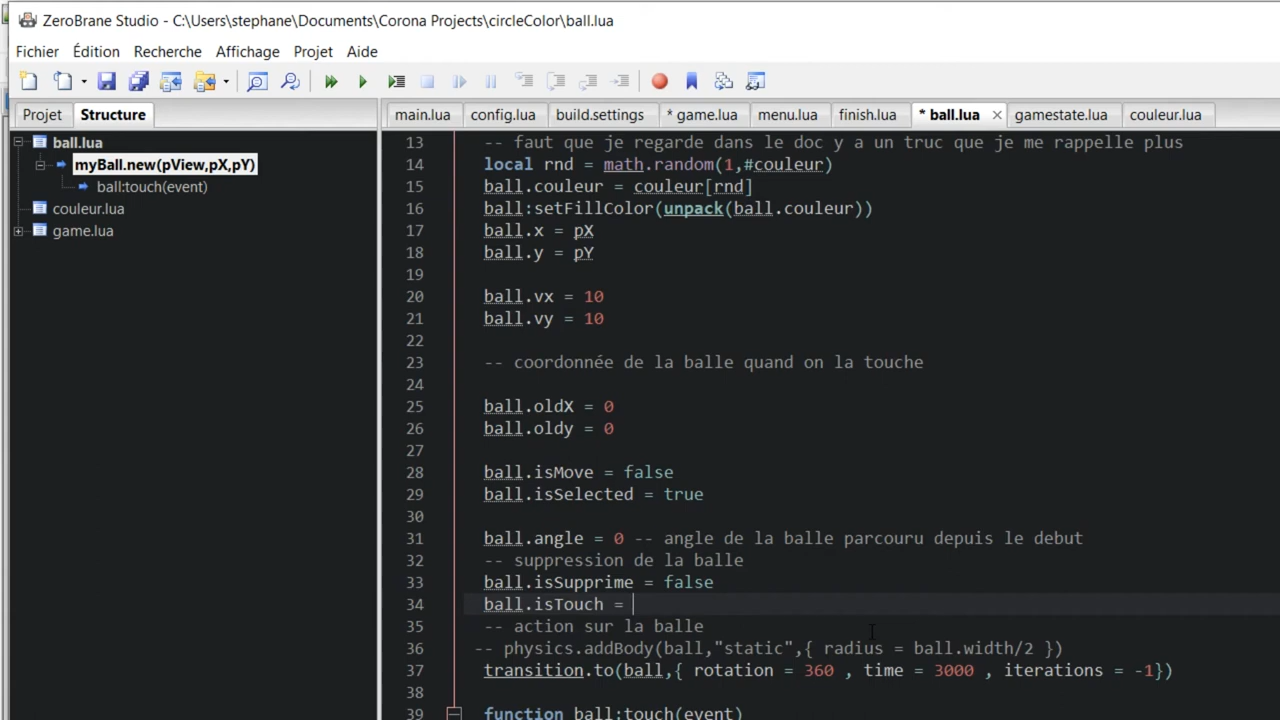 ZeroBrane Studio - C:\Users\stephane\Documents\Corona Projects\circleColor\ball.lua
Fichier Édition Recherche Affichage Projet Aide
Projet Structure main.lua config.lua build.settings * game.lua menu.lua finish.lua * ball.lua × gamestate.lua couleur.lua
ball.lua
myBall.new(pView,pX,pY)
ball:touch(event)
couleur.lua
game.lua
13 -- faut que je regarde dans le doc y a un truc que je me rappelle plus
14 local rnd = math.random(1,#couleur)
15 ball.couleur = couleur[rnd]
16 ball:setFillColor(unpack(ball.couleur))
17 ball.x = pX
18 ball.y = pY
19
20 ball.vx = 10
21 ball.vy = 10
22
23 -- coordonnée de la balle quand on la touche
24
25 ball.oldX = 0
26 ball.oldy = 0
27
28 ball.isMove = false
29 ball.isSelected = true
30
31 ball.angle = 0 -- angle de la balle parcouru depuis le debut
32 -- suppression de la balle
33 ball.isSupprime = false
34 ball.isTouch =
35 -- action sur la balle
36 -- physics.addBody(ball,"static",{ radius = ball.width/2 })
37 transition.to(ball,{ rotation = 360 , time = 3000 , iterations = -1})
38
39 function ball:touch(event)